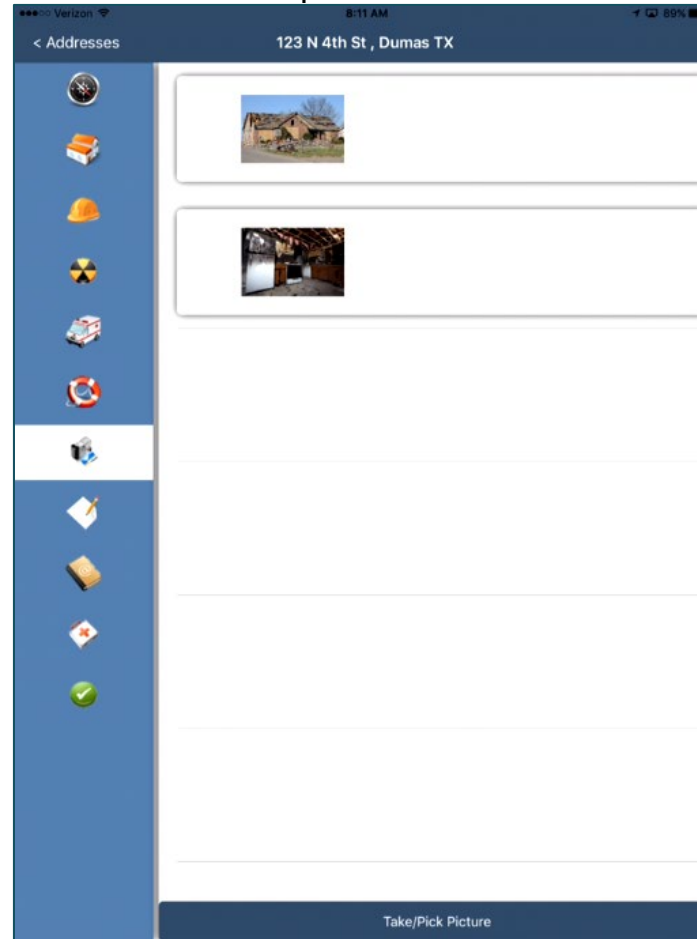 Verizon
8:11 AM
89%
< Addresses
123 N 4th St , Dumas TX
Take/Pick Picture